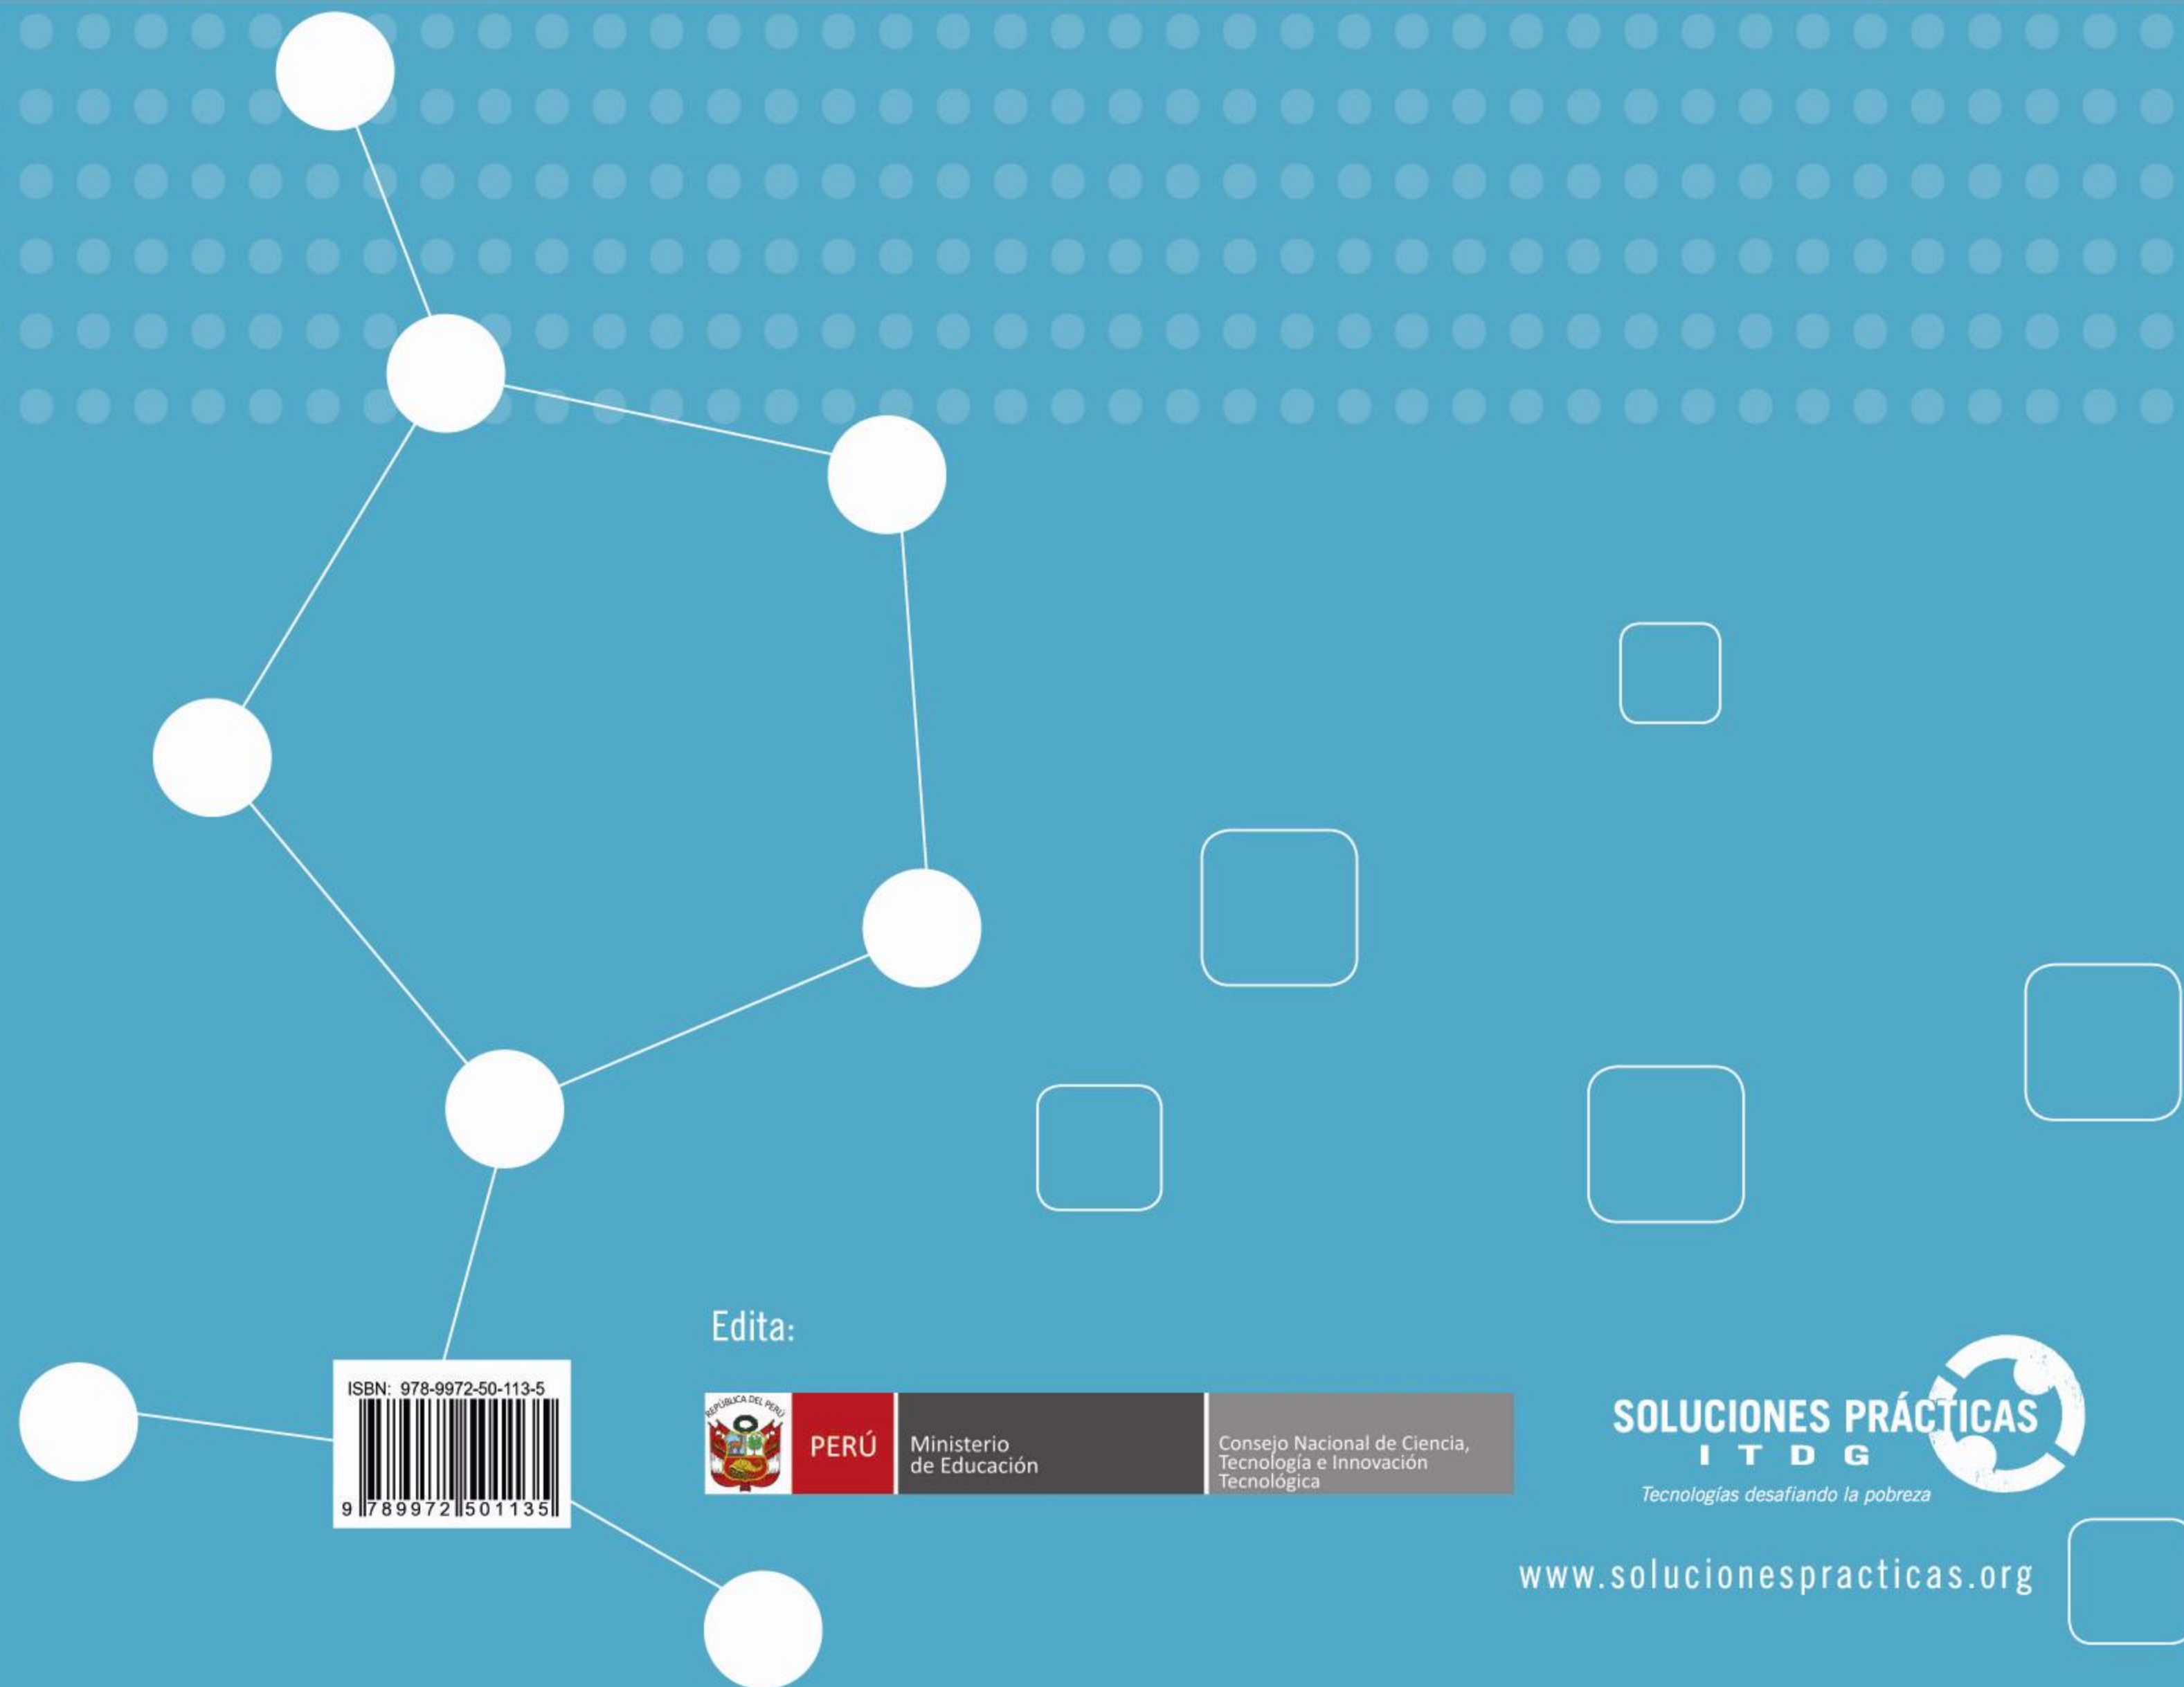 Edita:
ISBN: 978-9972-50-113-5
9 789972 501135
REPÚBLICA DEL PERÚ
PERÚ
Ministerio
de Educación
Consejo Nacional de Ciencia,
Tecnología e Innovación
Tecnológica
SOLUCIONES PRÁCTICAS
ITDG
Tecnologías desafiando la pobreza
www.solucionespracticas.org